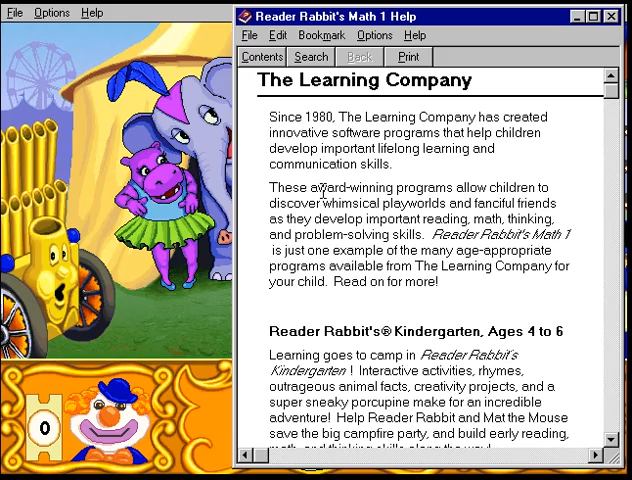 File Options Help
Reader Rabbit's Math 1 Help
File Edit Bookmark Options Help
Contents Search Back Print
The Learning Company
Since 1980, The Learning Company has created
innovative software programs that help children
develop important lifelong learning and
communication skills.
These award-winning programs allow children to
discover whimsical playworlds and fanciful friends
as they develop important reading, math, thinking,
and problem-solving skills. Reader Rabbit's Math 1
is just one example of the many age-appropriate
programs available from The Learning Company for
your child. Read on for more!
Reader Rabbit's® Kindergarten, Ages 4 to 6
Learning goes to camp in Reader Rabbit's
Kindergarten ! Interactive activities, rhymes,
outrageous animal facts, creativity projects, and a
super sneaky porcupine make for an incredible
adventure! Help Reader Rabbit and Mat the Mouse
save the big campfire party, and build early reading,
math, and thinking skills along the way!
0